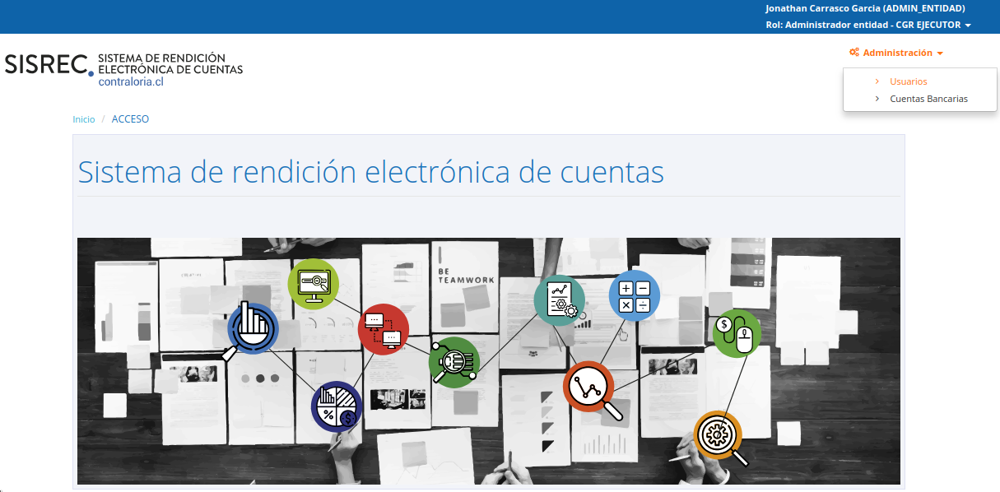 Jonathan Carrasco Garcia (ADMIN_ENTIDAD)
Rol: Administrador entidad - CGR EJECUTOR
SISREC.
SISTEMA DE RENDICIÓN
ELECTRÓNICA DE CUENTAS
contraloria.cl
Administración
Usuarios
Cuentas Bancarias
Inicio / ACCESO
Sistema de rendición electrónica de cuentas
BE
TEAMWORK